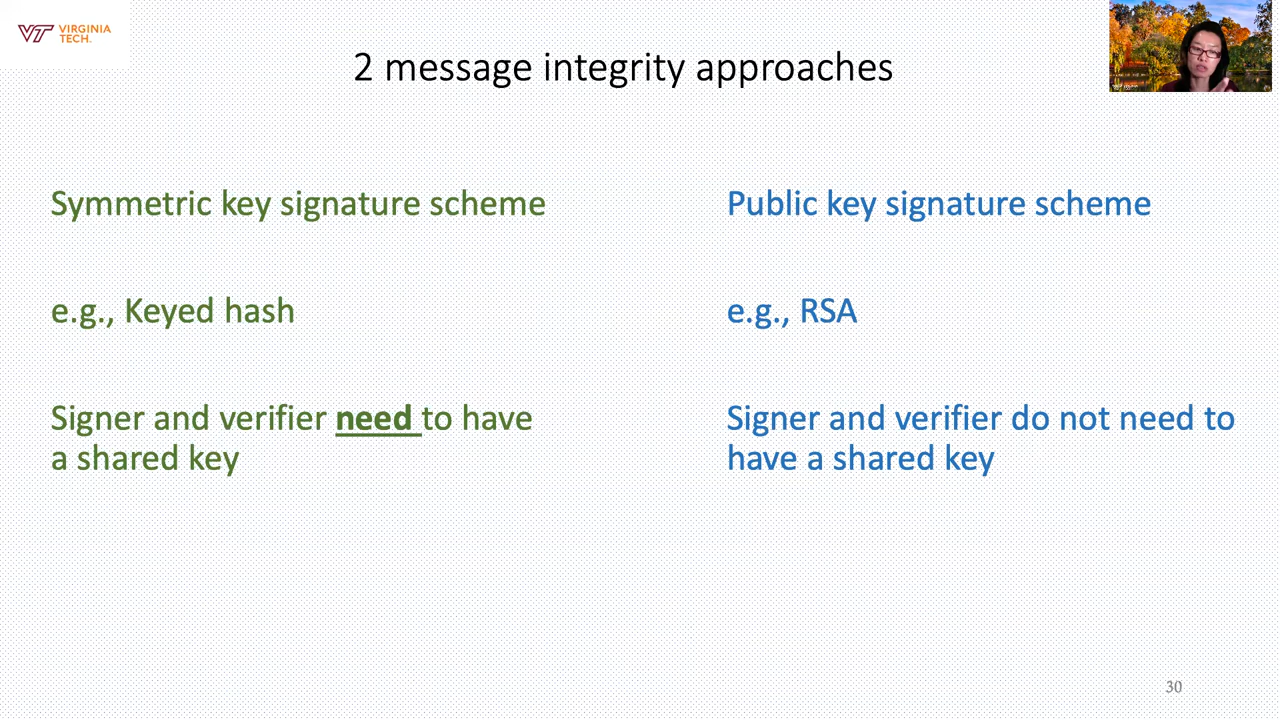 VIRGINIA
TECH.
2 message integrity approaches
Symmetric key signature scheme
Public key signature scheme
e.g., Keyed hash
e.g., RSA
Signer and verifier need to have
a shared key
Signer and verifier do not need to
have a shared key
30